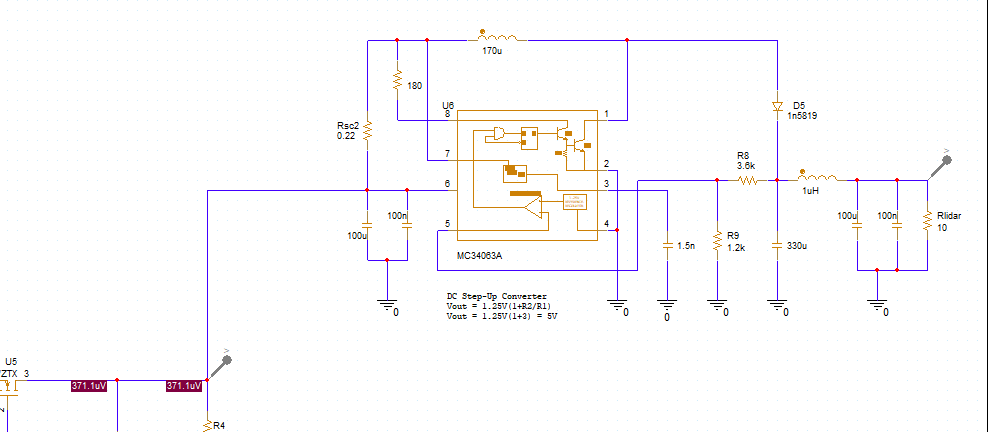 170u
180
U6
8
1
D5
1n5819
Rsc2
0.22
7
2
R8
3.6k
>
6
3
1uH
100n
100u
5
4
1.5n
R9
1.2k
330u
100u
100n
Rlidar
10
MC34063A
DC Step-Up Converter
Vout = 1.25V(1+R2/R1)
Vout = 1.25V(1+3) = 5V
0
0
0
0
0
0
>
U5
ZTX
3
371.1uV
371.1uV
2
R4